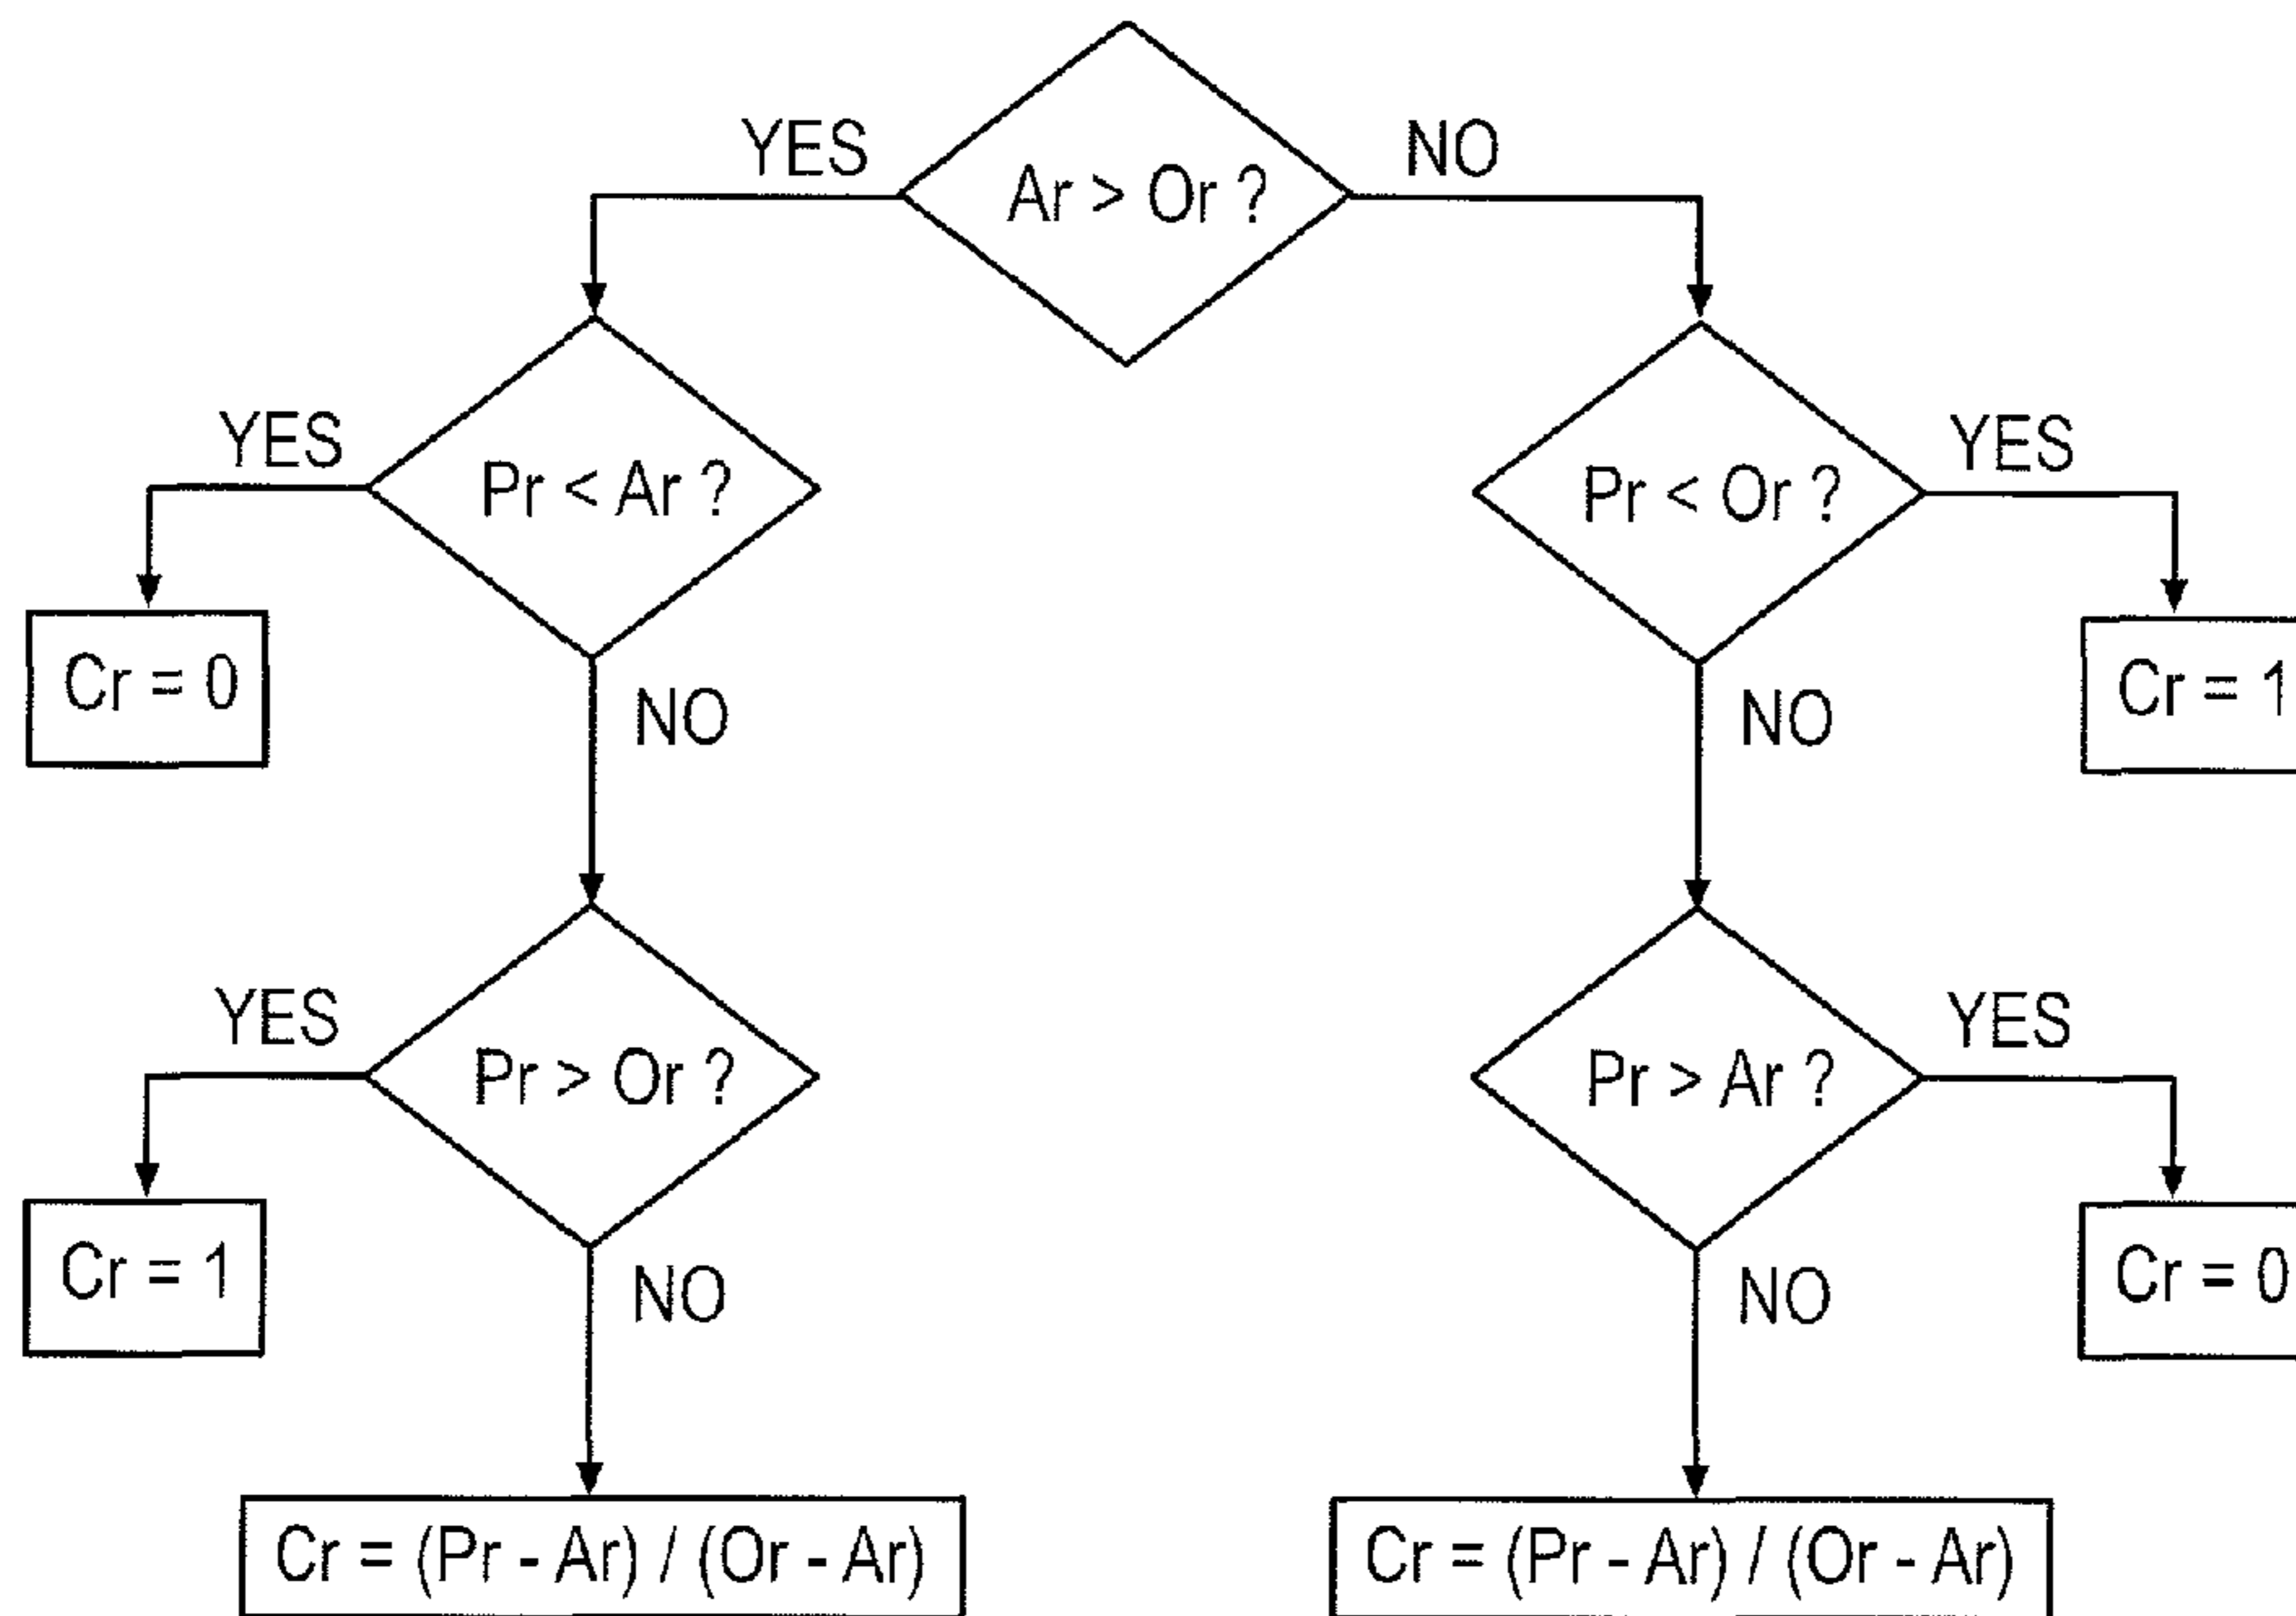 YES
Ar > Or ?
NO
YES
Pr < Ar ?
Pr < Or ?
YES
Cr = 0
NO
NO
Cr = 1
YES
Pr > Or ?
Pr > Ar ?
YES
Cr = 1
NO
NO
Cr = 0
Cr = (Pr - Ar) / (Or - Ar)
Cr = (Pr - Ar) / (Or - Ar)